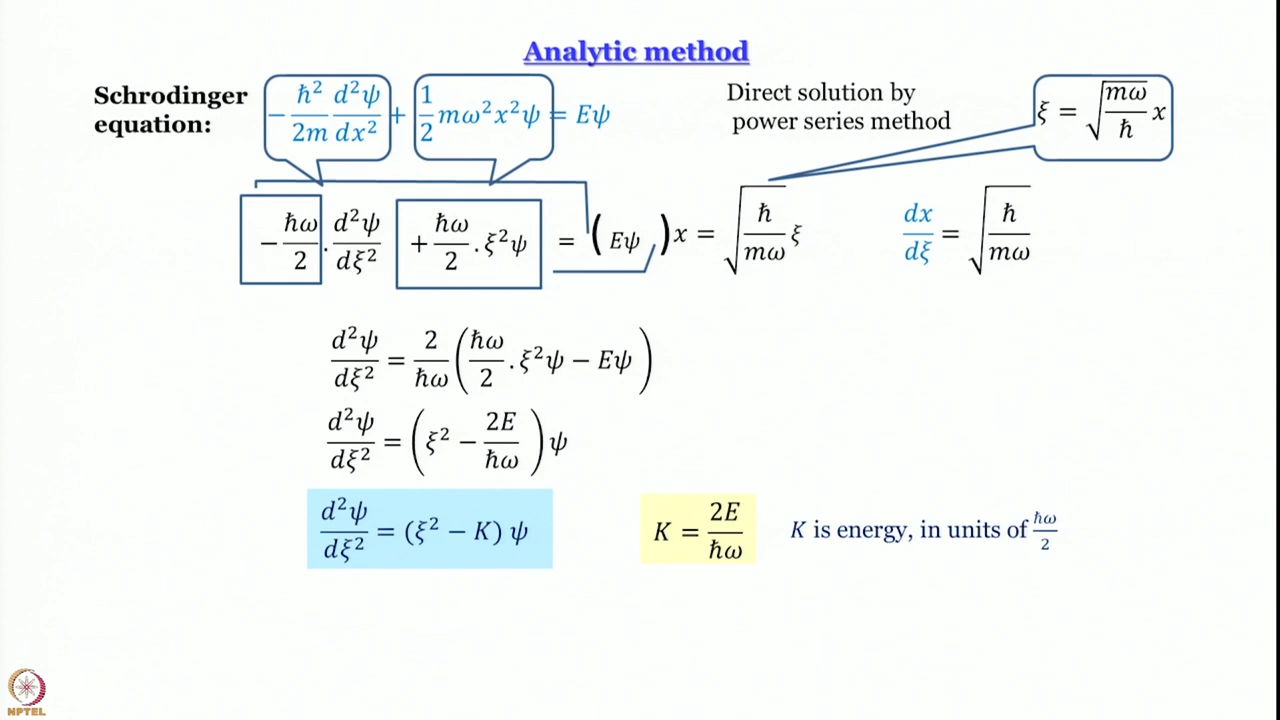 Analytic method
Schrodinger equation: −ℏ²/2m d²ψ/dx² + 1/2 mω²x²ψ = Eψ
Direct solution by power series method
ξ = √(mω/ℏ) x
−ℏω/2 . d²ψ/dξ² +ℏω/2 . ξ²ψ = (Eψ) x = √(ℏ/mω) ξ
dx/dξ = √(ℏ/mω)
d²ψ/dξ² = 2/ℏω (ℏω/2 . ξ²ψ − Eψ)
d²ψ/dξ² = (ξ² − 2E/ℏω) ψ
d²ψ/dξ² = (ξ² − K) ψ
K = 2E/ℏω
K is energy, in units of ℏω/2
NPTEL